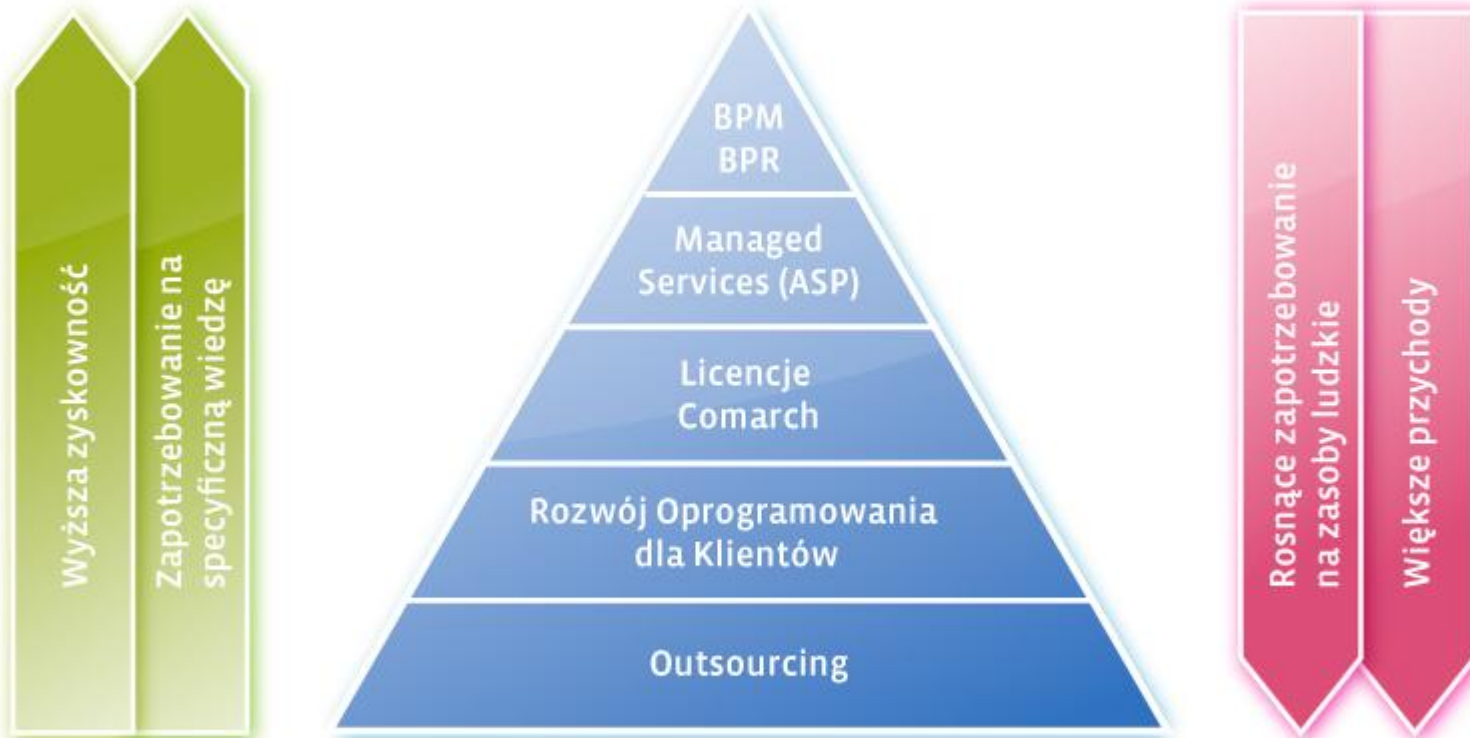 Wyższa zyskowność
Zapotrzebowanie na
specyficzną wiedzę
BPM
BPR
Managed
Services (ASP)
Licencje
Comarch
Rozwój Oprogramowania
dla Klientów
Outsourcing
Rosnące zapotrzebowanie
na zasoby ludzkie
Większe przychody